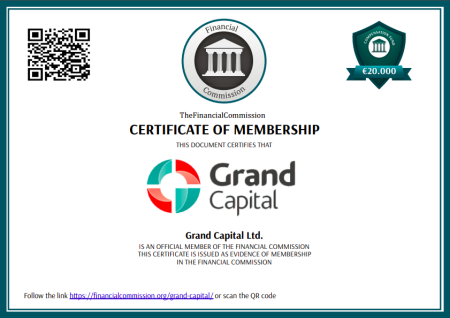 Financial
Commission
COMPENSATION FUND
€20.000
TheFinancialCommission
CERTIFICATE OF MEMBERSHIP
THIS DOCUMENT CERTIFIES THAT
Grand
Capital
Grand Capital Ltd.
IS AN OFFICIAL MEMBER OF THE FINANCIAL COMMISSION
THIS CERTIFICATE IS ISSUED AS EVIDENCE OF MEMBERSHIP
IN THE FINANCIAL COMMISSION
Follow the link https://financialcommission.org/grand-capital/ or scan the QR code